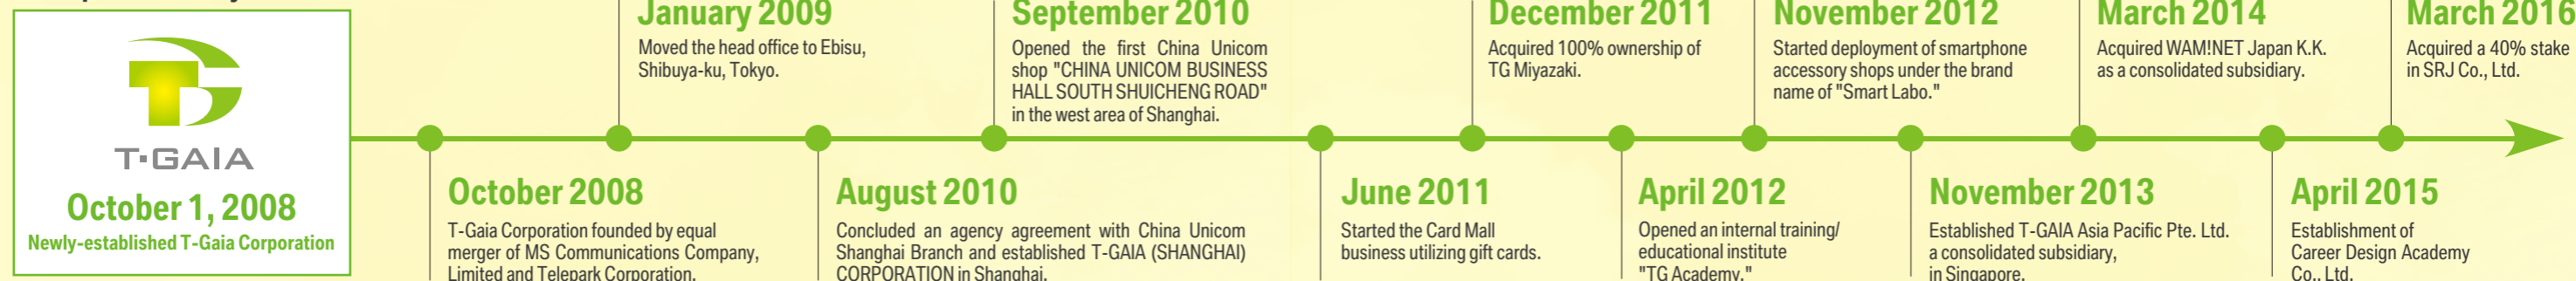 T·GAIA
October 1, 2008
Newly-established T-Gaia Corporation
October 2008
T-Gaia Corporation founded by equal
merger of MS Communications Company,
Limited and Telepark Corporation.
January 2009
Moved the head office to Ebisu,
Shibuya-ku, Tokyo.
August 2010
Concluded an agency agreement with China Unicom
Shanghai Branch and established T-GAIA (SHANGHAI)
CORPORATION in Shanghai.
September 2010
Opened the first China Unicom
shop "CHINA UNICOM BUSINESS
HALL SOUTH SHUICHENG ROAD"
in the west area of Shanghai.
June 2011
Started the Card Mall
business utilizing gift cards.
December 2011
Acquired 100% ownership of
TG Miyazaki.
April 2012
Opened an internal training/
educational institute
"TG Academy."
November 2012
Started deployment of smartphone
accessory shops under the brand
name of "Smart Labo."
November 2013
Established T-GAIA Asia Pacific Pte. Ltd.
a consolidated subsidiary,
in Singapore.
March 2014
Acquired WAM!NET Japan K.K.
as a consolidated subsidiary.
April 2015
Establishment of
Career Design Academy
Co., Ltd.
March 2016
Acquired a 40% stake
in SRJ Co., Ltd.